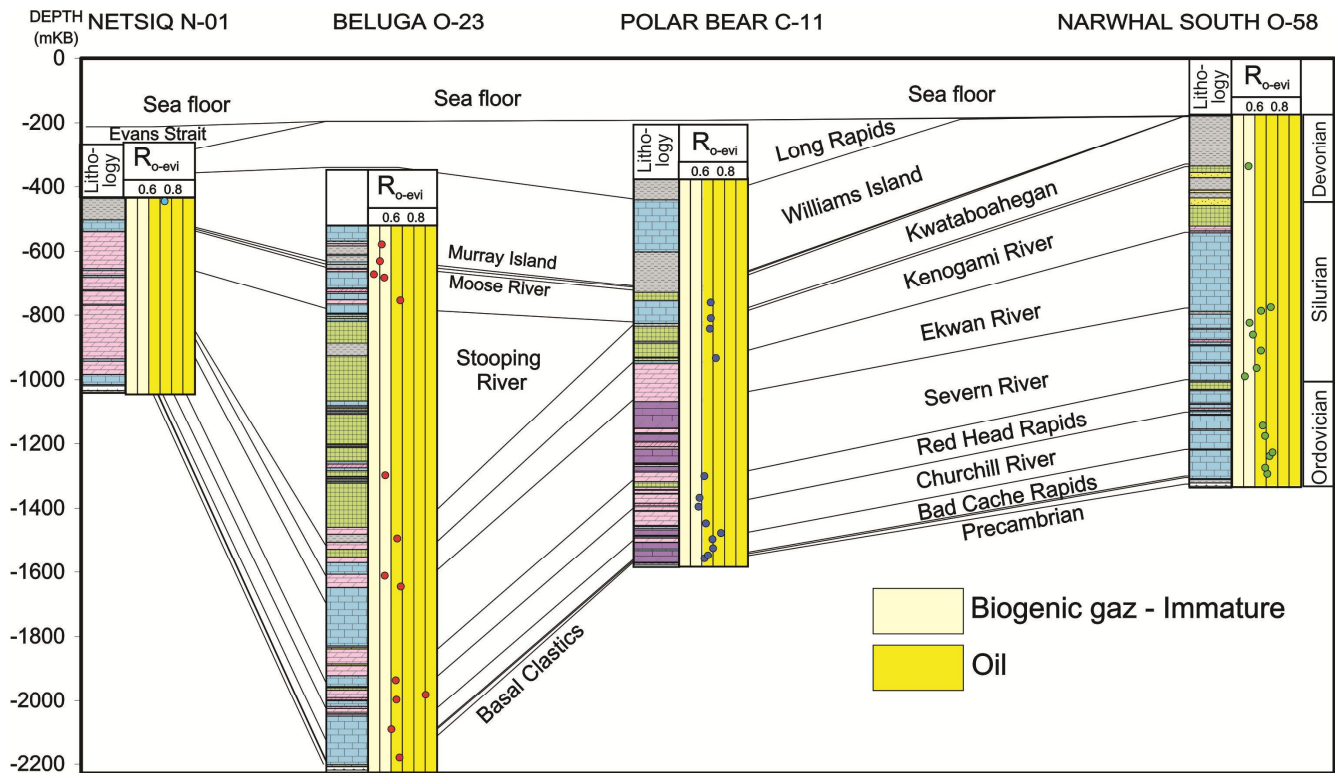 DEPTH
(mKB)
NETSIQ N-01
BELUGA O-23
POLAR BEAR C-11
NARWHAL SOUTH O-58
0
-200
-400
-600
-800
-1000
-1200
-1400
-1600
-1800
-2000
-2200
Sea floor
Sea floor
Sea floor
Evans Strait
Litho-
logy
Ro-evi
0.6 0.8
Ro-evi
0.6 0.8
Litho-
logy
Ro-evi
0.6 0.8
Litho-
logy
Ro-evi
0.6 0.8
Long Rapids
Williams Island
Kwataboahegan
Murray Island
Moose River
Kenogami River
Stooping
River
Ekwan River
Severn River
Red Head Rapids
Churchill River
Bad Cache Rapids
Precambrian
Basal Clastics
Devonian
Silurian
Ordovician
Biogenic gaz - Immature
Oil